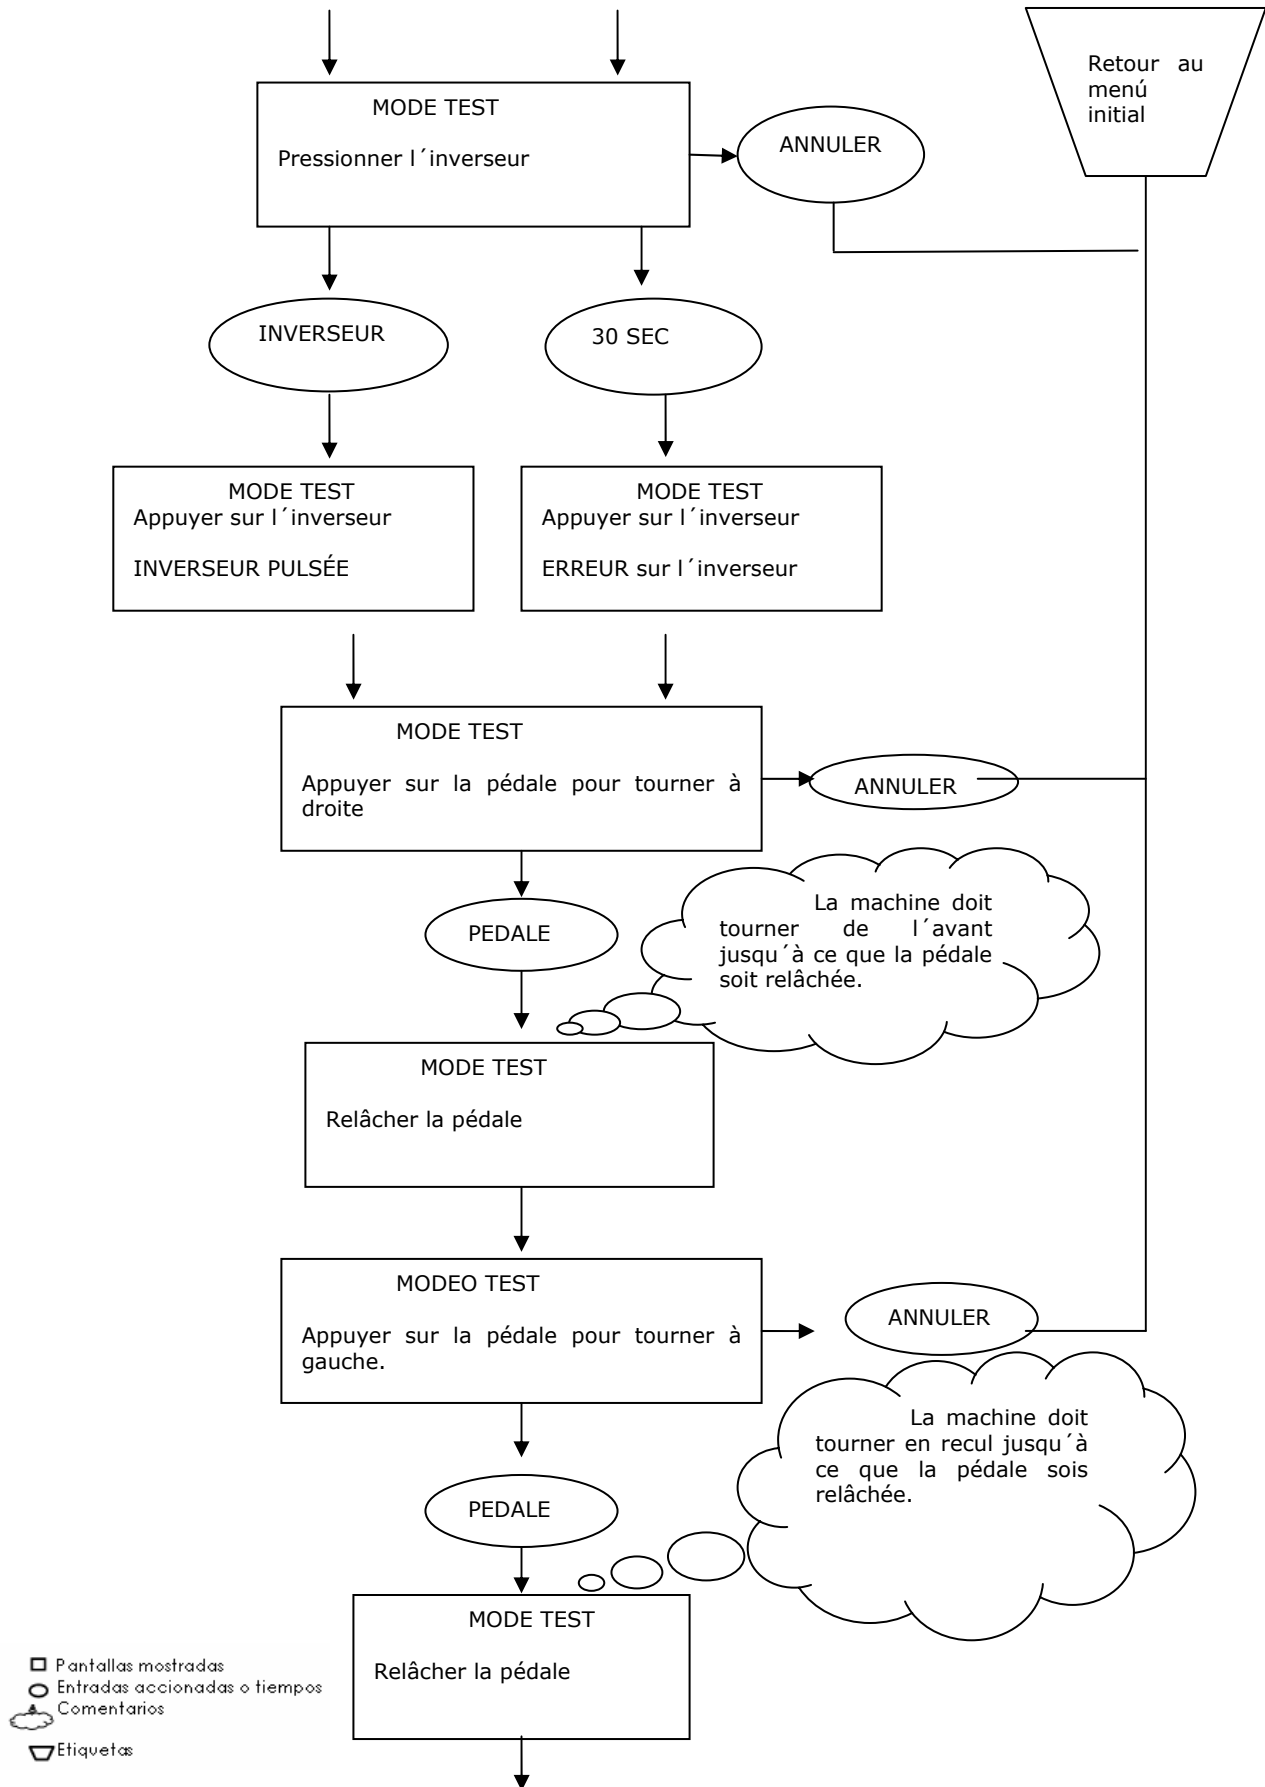 Retour au
menú
initial
MODE TEST
Pressionner l´inverseur
ANNULER
INVERSEUR
30 SEC
MODE TEST
Appuyer sur l´inverseur
INVERSEUR PULSÉE
MODE TEST
Appuyer sur l´inverseur
ERREUR sur l´inverseur
MODE TEST
Appuyer sur la pédale pour tourner à
droite
ANNULER
PEDALE
La machine doit
tourner de l´avant
jusqu´à ce que la pédale
soit relâchée.
MODE TEST
Relâcher la pédale
MODEO TEST
Appuyer sur la pédale pour tourner à
gauche.
ANNULER
PEDALE
La machine doit
tourner en recul jusqu´à
ce que la pédale sois
relâchée.
MODE TEST
Relâcher la pédale
Pantallas mostradas
Entradas accionadas o tiempos
Comentarios
Etiquetas